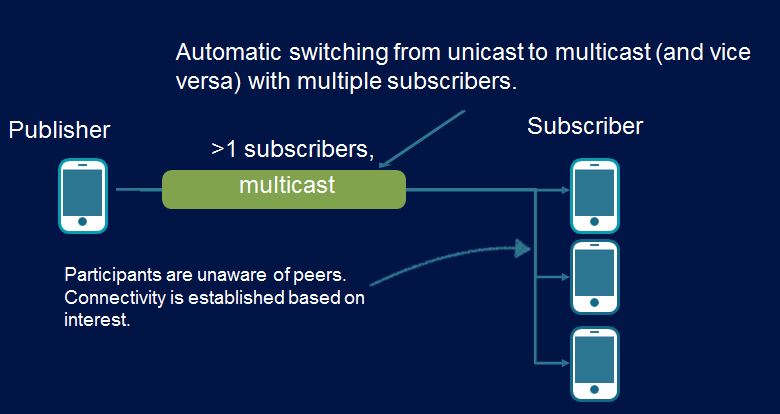 Automatic switching from unicast to multicast (and vice
versa) with multiple subscribers.
Publisher
Subscriber
>1 subscribers,
multicast
Participants are unaware of peers.
Connectivity is established based on
interest.